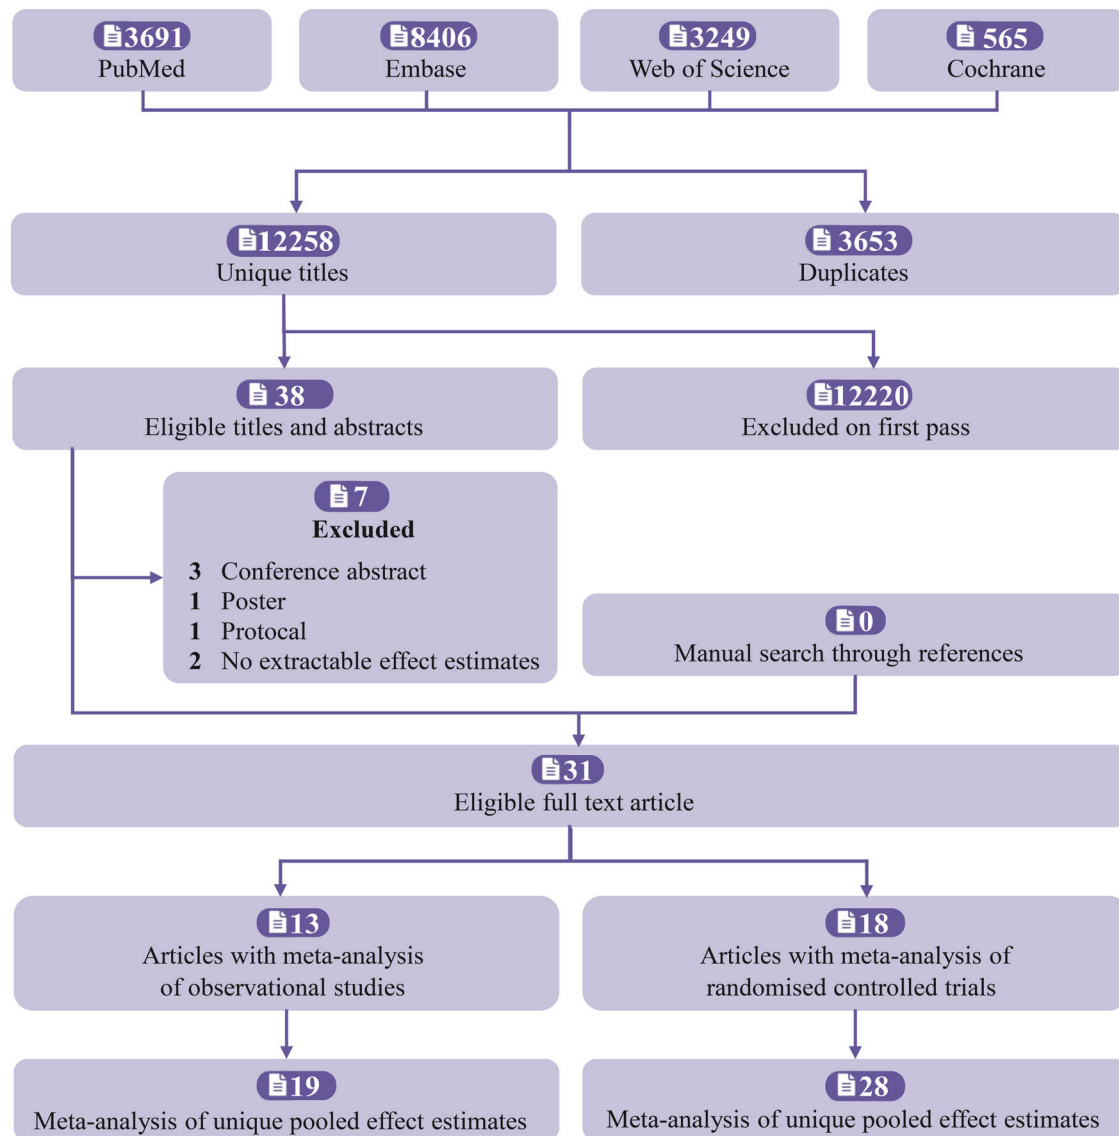 3691
PubMed
8406
Embase
3249
Web of Science
565
Cochrane
12258
Unique titles
3653
Duplicates
38
Eligible titles and abstracts
12220
Excluded on first pass
7
Excluded
3 Conference abstract
1 Poster
1 Protocal
2 No extractable effect estimates
0
Manual search through references
31
Eligible full text article
13
Articles with meta-analysis
of observational studies
18
Articles with meta-analysis of
randomised controlled trials
19
Meta-analysis of unique pooled effect estimates
28
Meta-analysis of unique pooled effect estimates